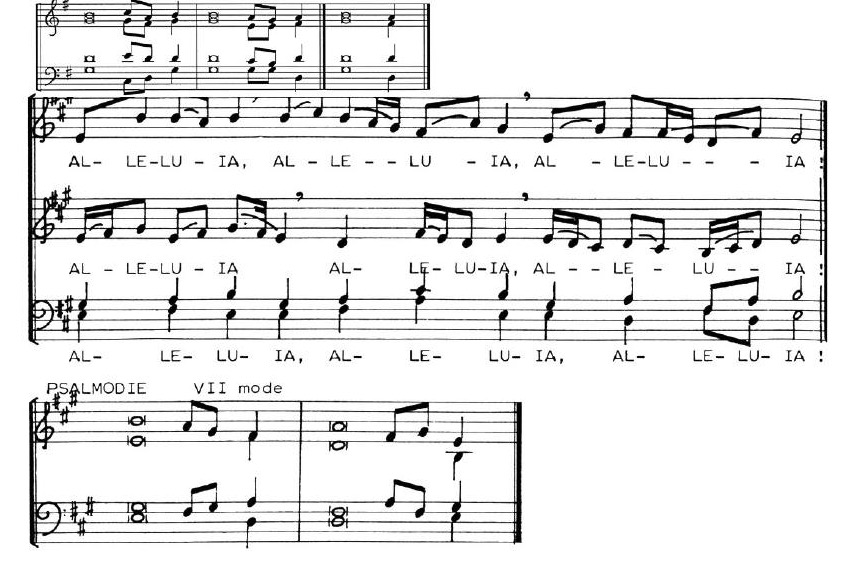 AL- LE-LU - IA, AL - LE - - LU - IA, AL - LE-LU - - - IA !
AL - LE-LU - IA AL- LE- LU-IA, AL - - LE - LU - - IA !
AL- LE- LU- IA, AL- LE- LU- IA, AL- LE- LU- IA !
PSALMODIE VII mode